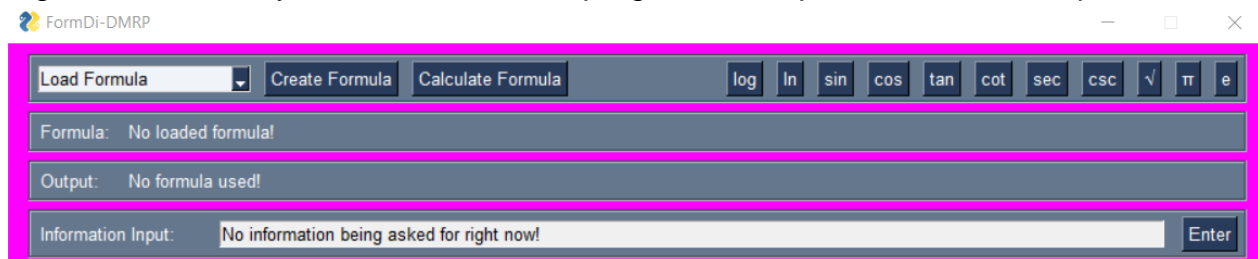 FormDi-DMRP
Load Formula Create Formula Calculate Formula log ln sin cos tan cot sec csc √ π e
Formula: No loaded formula!
Output: No formula used!
Information Input: No information being asked for right now! Enter